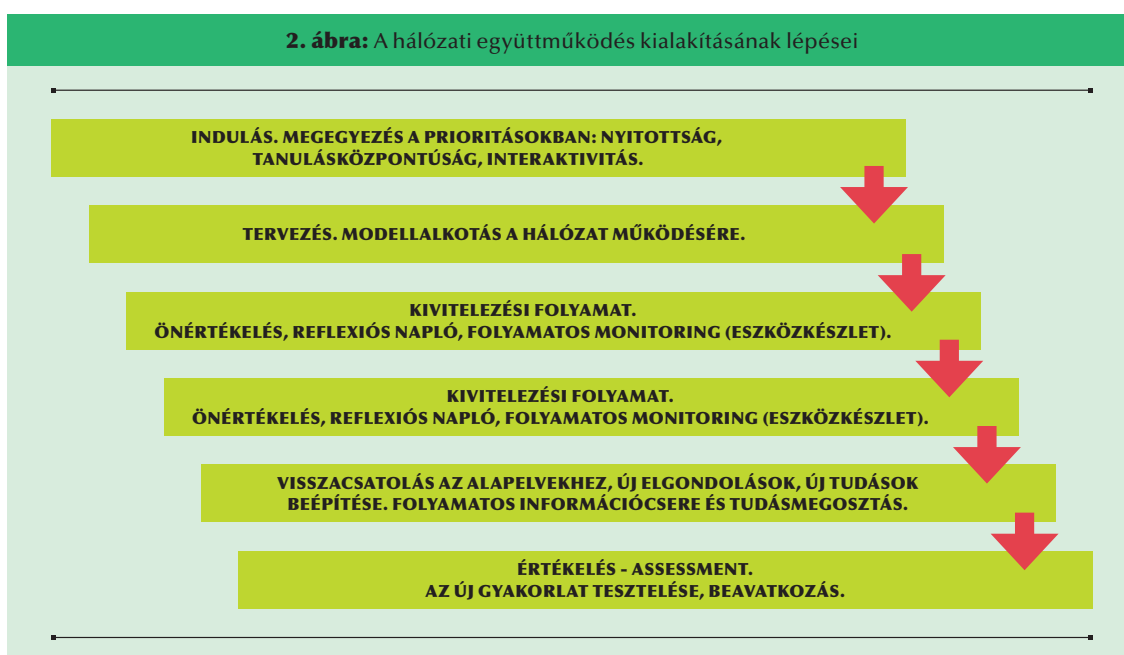 2. ábra: A hálózati együttműködés kialakításának lépései
INDULÁS. MEGEGYEZÉS A PRIORITÁSOKBAN: NYITOTTSÁG,
TANULÁSKÖZPONTÚSÁG, INTERAKTIVITÁS.
TERVEZÉS. MODELLALKOTÁS A HÁLÓZAT MŰKÖDÉSÉRE.
KIVITELEZÉSI FOLYAMAT.
ÖNÉRTÉKELÉS, REFLEXIÓS NAPLÓ, FOLYAMATOS MONITORING (ESZKÖZKÉSZLET).
KIVITELEZÉSI FOLYAMAT.
ÖNÉRTÉKELÉS, REFLEXIÓS NAPLÓ, FOLYAMATOS MONITORING (ESZKÖZKÉSZLET).
VISSZACSATOLÁS AZ ALAPELVEKHEZ, ÚJ ELGONDOLÁSOK, ÚJ TUDÁSOK
BEÉPÍTÉSE. FOLYAMATOS INFORMÁCIÓCSERE ÉS TUDÁSMEGOSZTÁS.
ÉRTÉKELÉS - ASSESSMENT.
AZ ÚJ GYAKORLAT TESZTELÉSE, BEAVATKOZÁS.